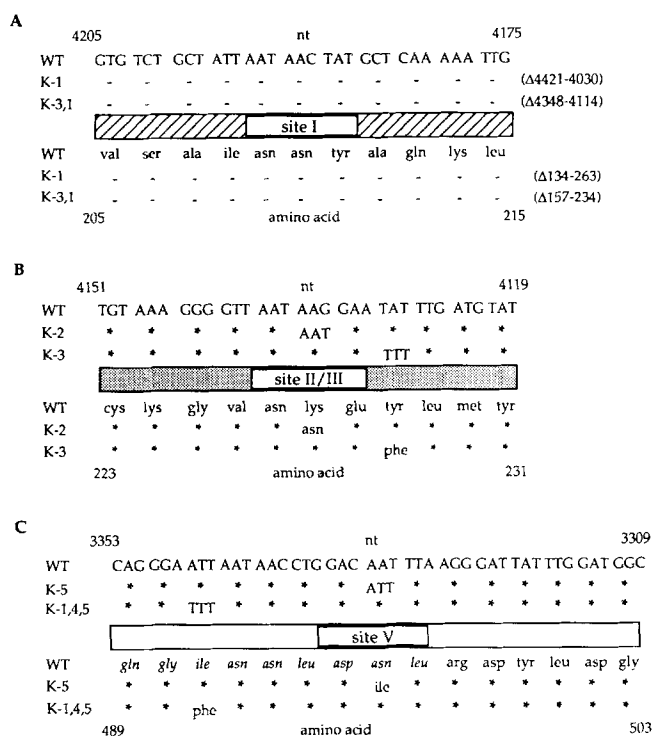 A
4205 nt 4175
WT GTG TCT GCT ATT AAT AAC TAT GCT CAA AAA TTG
K-1 - - - - - - - - - - - (Δ4421-4030)
K-3,1 - - - - - - - - - - - (Δ4348-4114)
site I
WT val ser ala ile asn asn tyr ala gln lys leu
K-1 - - - - - - - - - - - (Δ134-263)
K-3,1 - - - - - - - - - - - (Δ157-234)
205 amino acid 215
B
4151 nt 4119
WT TGT AAA GGG GTT AAT AAG GAA TAT TTG ATG TAT
K-2 * * * * * AAT * * * * *
K-3 * * * * * * * TTT * * *
site II/III
WT cys lys gly val asn lys glu tyr leu met tyr
K-2 * * * * * asn * * * * *
K-3 * * * * * * * phe * * *
223 amino acid 231
C
3353 nt 3309
WT CAG GGA ATT AAT AAC CTG GAC AAT TTA AGG GAT TAT TTG GAT GGC
K-5 * * * * * * * ATT * * * * * * *
K-1,4,5 * * TTT * * * * * * * * * * * *
site V
WT gln gly ile asn asn leu asp asn leu arg asp tyr leu asp gly
K-5 * * * * * * * ile * * * * * * *
K-1,4,5 * * phe * * * * * * * * * * * *
489 amino acid 503